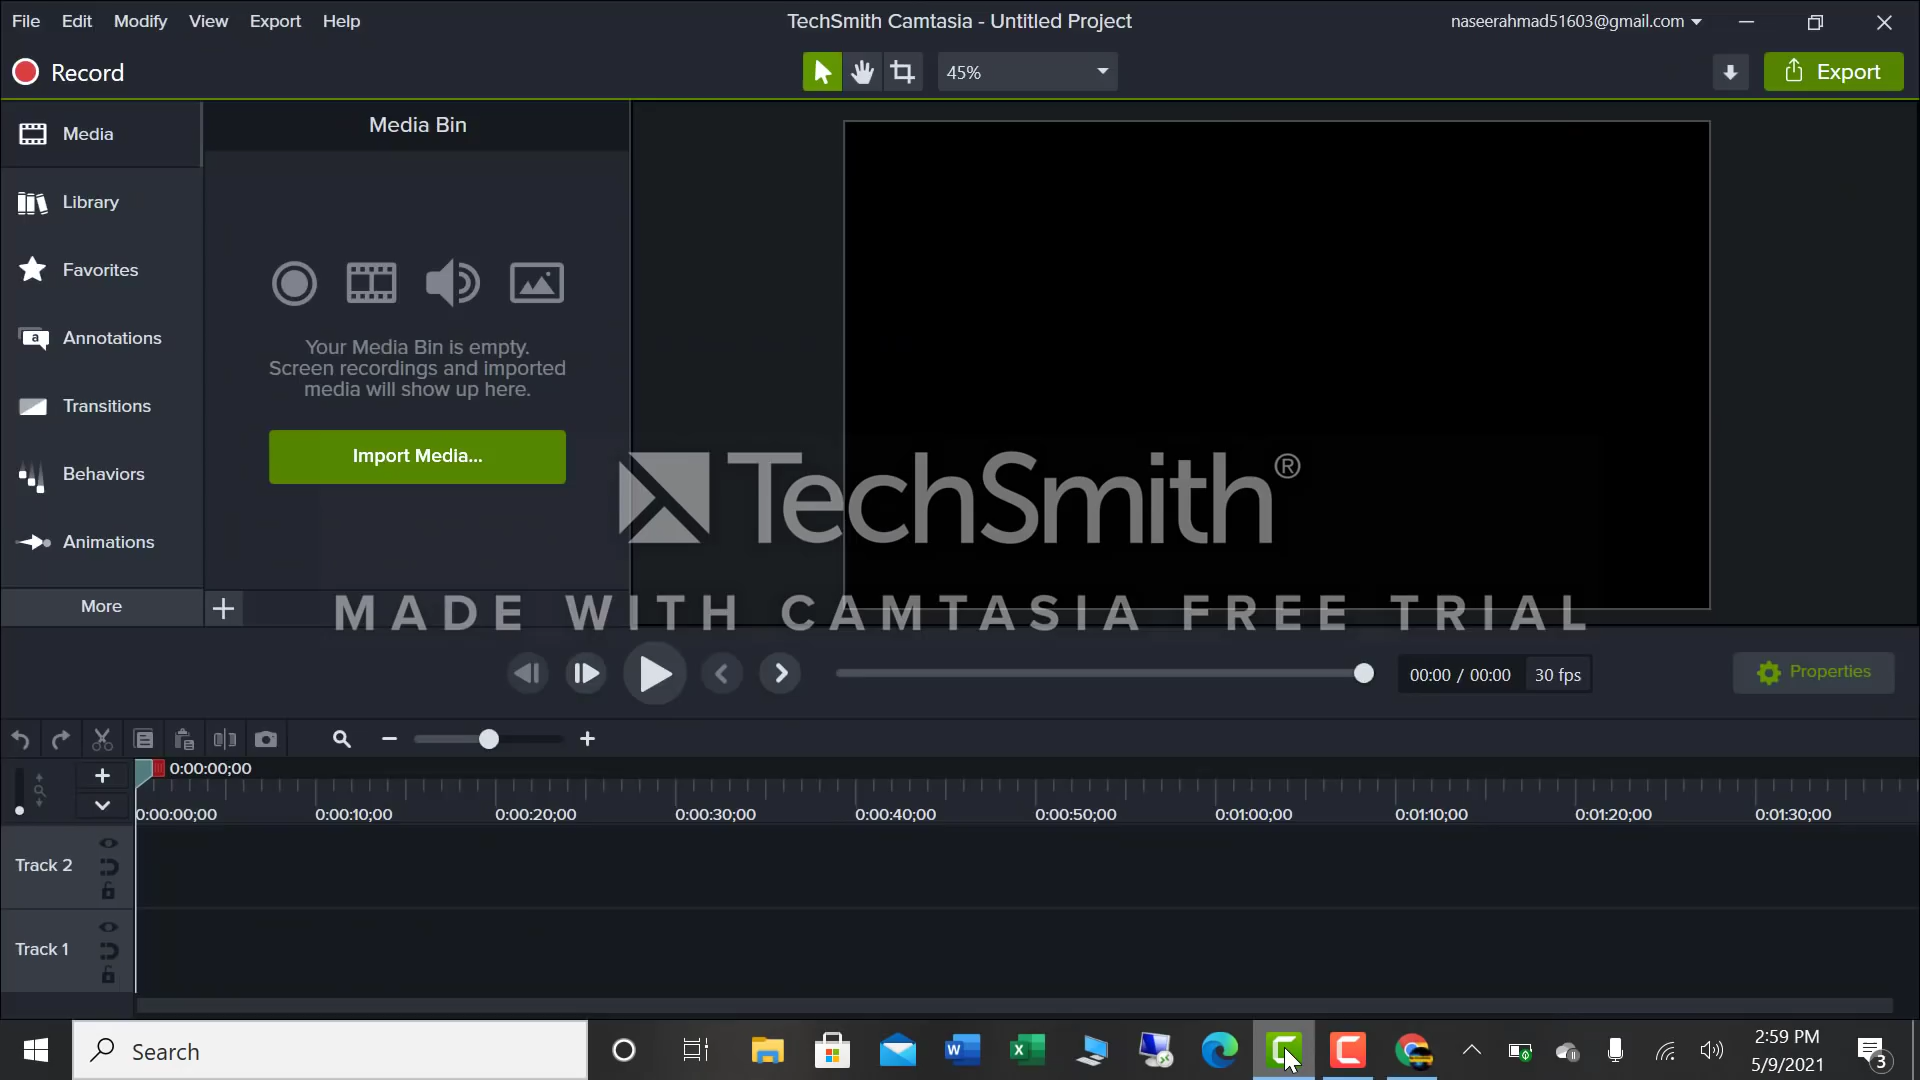 File Edit Modify View Export Help
TechSmith Camtasia - Untitled Project
naseerahmad51603@gmail.com
Record
45%
Export
Media
Library
Favorites
Annotations
Transitions
Behaviors
Animations
More
Media Bin
Your Media Bin is empty.
Screen recordings and imported
media will show up here.
Import Media...
TechSmith®
MADE WITH CAMTASIA FREE TRIAL
00:00 / 00:00
30 fps
Properties
0:00:00;00
0:00:00;00 0:00:10;00 0:00:20;00 0:00:30;00 0:00:40;00 0:00:50;00 0:01:00;00 0:01:10;00 0:01:20;00 0:01:30;00
Track 2
Track 1
Search
2:59 PM
5/9/2021
3